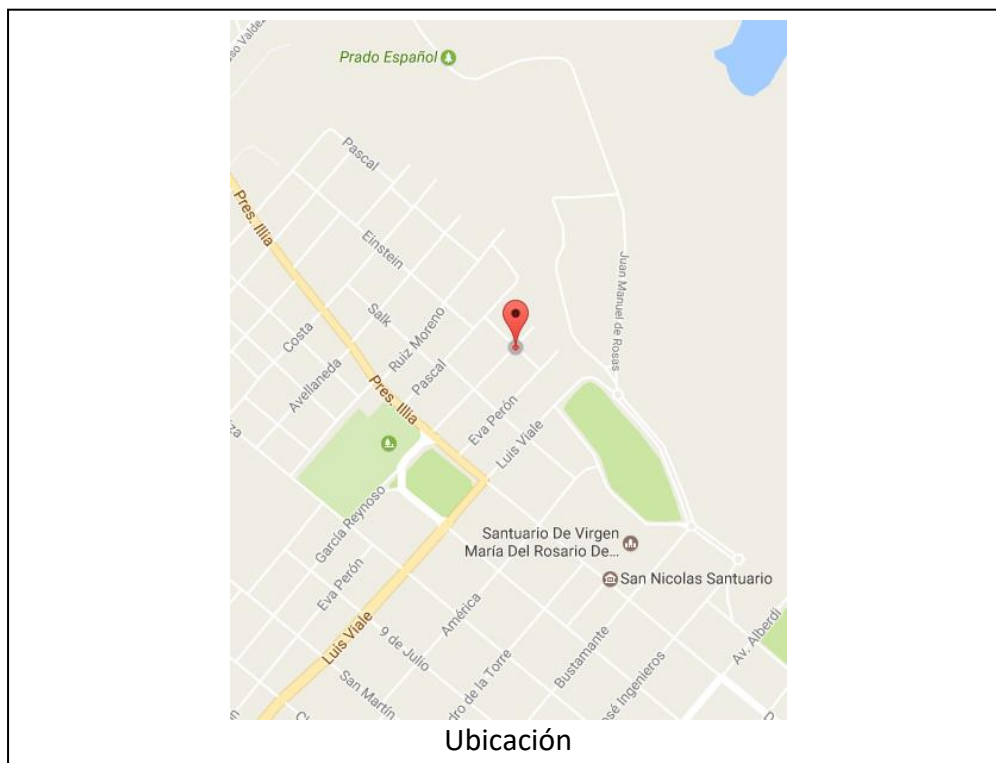 Prado Español
Pascal
Pres. Illia
Einstein
Juan Manuel de Rosas
Salk
Costa
Ruiz Moreno
Avellaneda
Pascal
Pres. Illia
Eva Perón
Luis Viale
García Reynoso
Santuario De Virgen
María Del Rosario De...
San Nicolas Santuario
Eva Perón
América
Luis Viale
9 de Julio
Av. Alberdi
Bustamante
San Martín
Ubicación